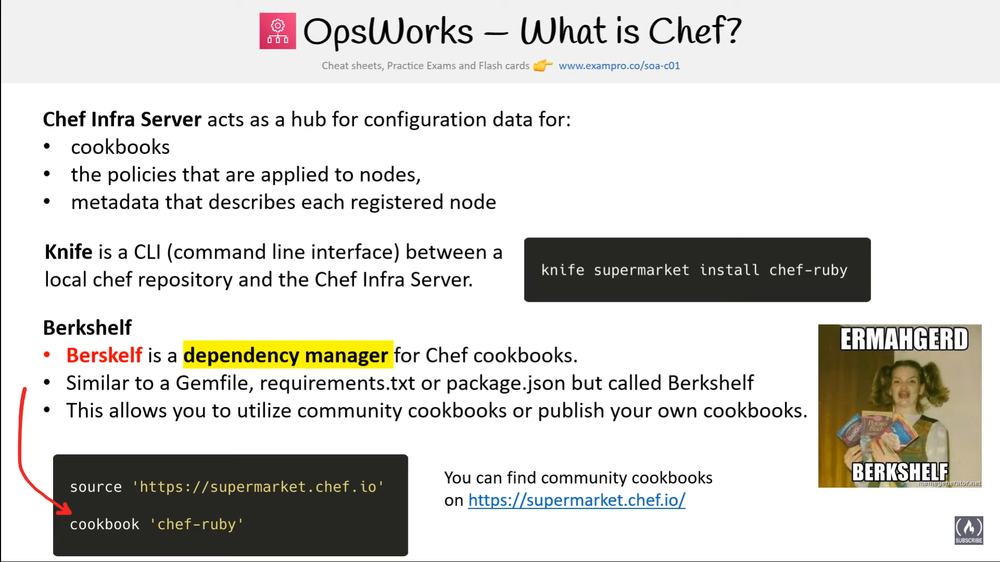 OpsWorks – What is Chef?
Cheat sheets, Practice Exams and Flash cards 👉 www.exampro.co/soa-c01
Chef Infra Server acts as a hub for configuration data for:
• cookbooks
• the policies that are applied to nodes,
• metadata that describes each registered node
Knife is a CLI (command line interface) between a
local chef repository and the Chef Infra Server.
knife supermarket install chef-ruby
Berkshelf
• Berskelf is a dependency manager for Chef cookbooks.
• Similar to a Gemfile, requirements.txt or package.json but called Berkshelf
• This allows you to utilize community cookbooks or publish your own cookbooks.
ERMAHGERD
Potato
BERKSHELF
memegenerator.net
source 'https://supermarket.chef.io'
cookbook 'chef-ruby'
You can find community cookbooks
on https://supermarket.chef.io/
SUBSCRIBE